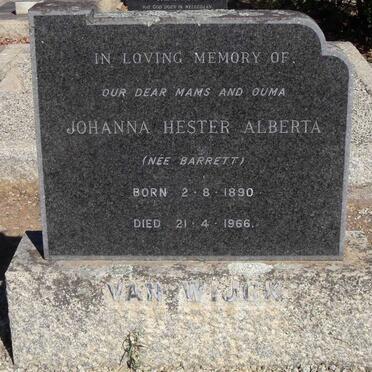 IN LOVING MEMORY OF.
OUR DEAR MAMS AND OUMA
JOHANNA HESTER ALBERTA
(NÉE BARRETT)
BORN 2·8·1890
DIED 21·4·1966.
VAN WIJCK